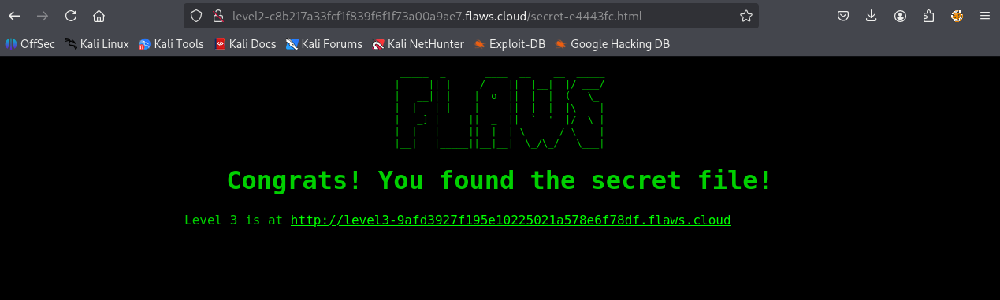 level2-c8b217a33fcf1f839f6f1f73a00a9ae7.flaws.cloud/secret-e4443fc.html
OffSec Kali Linux Kali Tools Kali Docs Kali Forums Kali NetHunter Exploit-DB Google Hacking DB
FLAWS
Congrats! You found the secret file!
Level 3 is at http://level3-9afd3927f195e10225021a578e6f78df.flaws.cloud